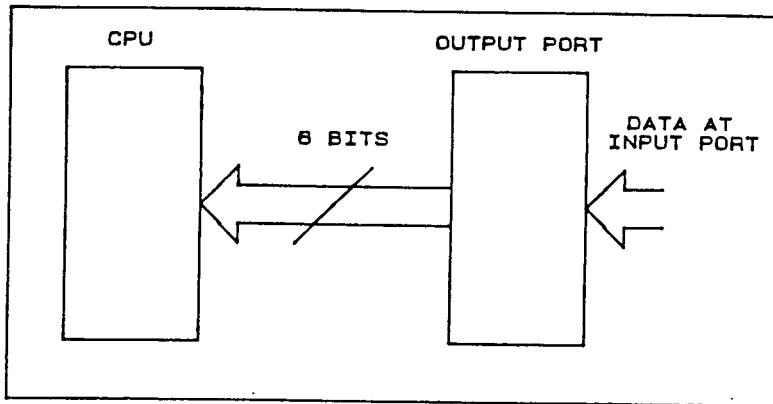 CPU
OUTPUT PORT
8 BITS
DATA AT
INPUT PORT